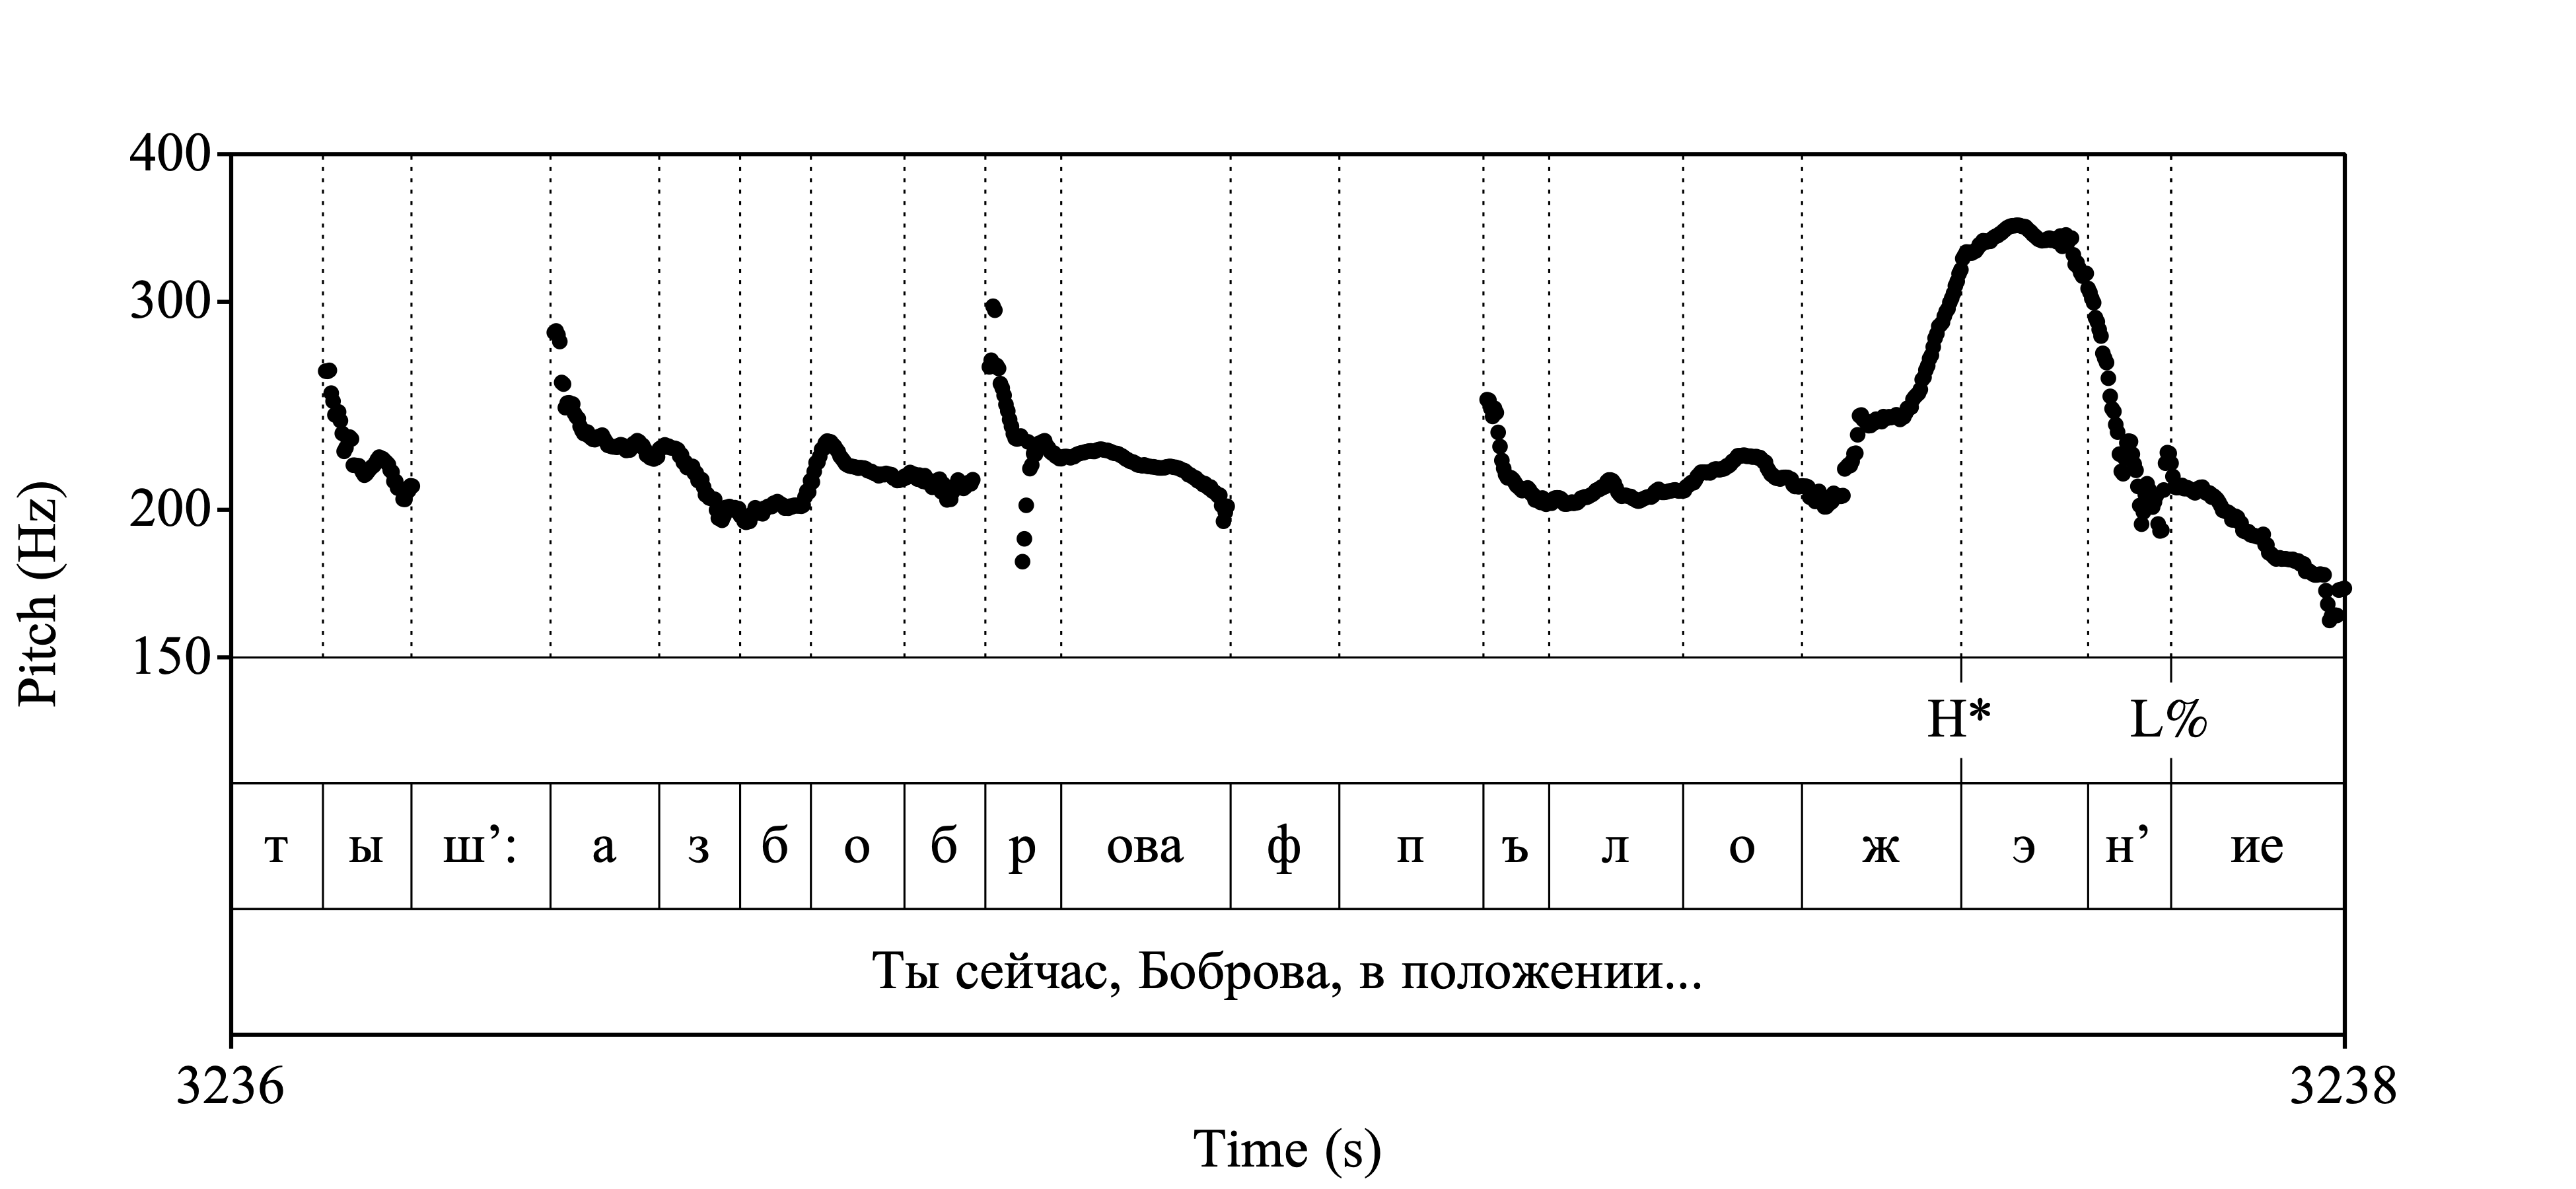 400
300
200
150
Pitch (Hz)
H* L%
т ы ш’: а з б о б р ова ф п ъ л о ж э н’ ие
Ты сейчас, Боброва, в положении...
3236 3238
Time (s)